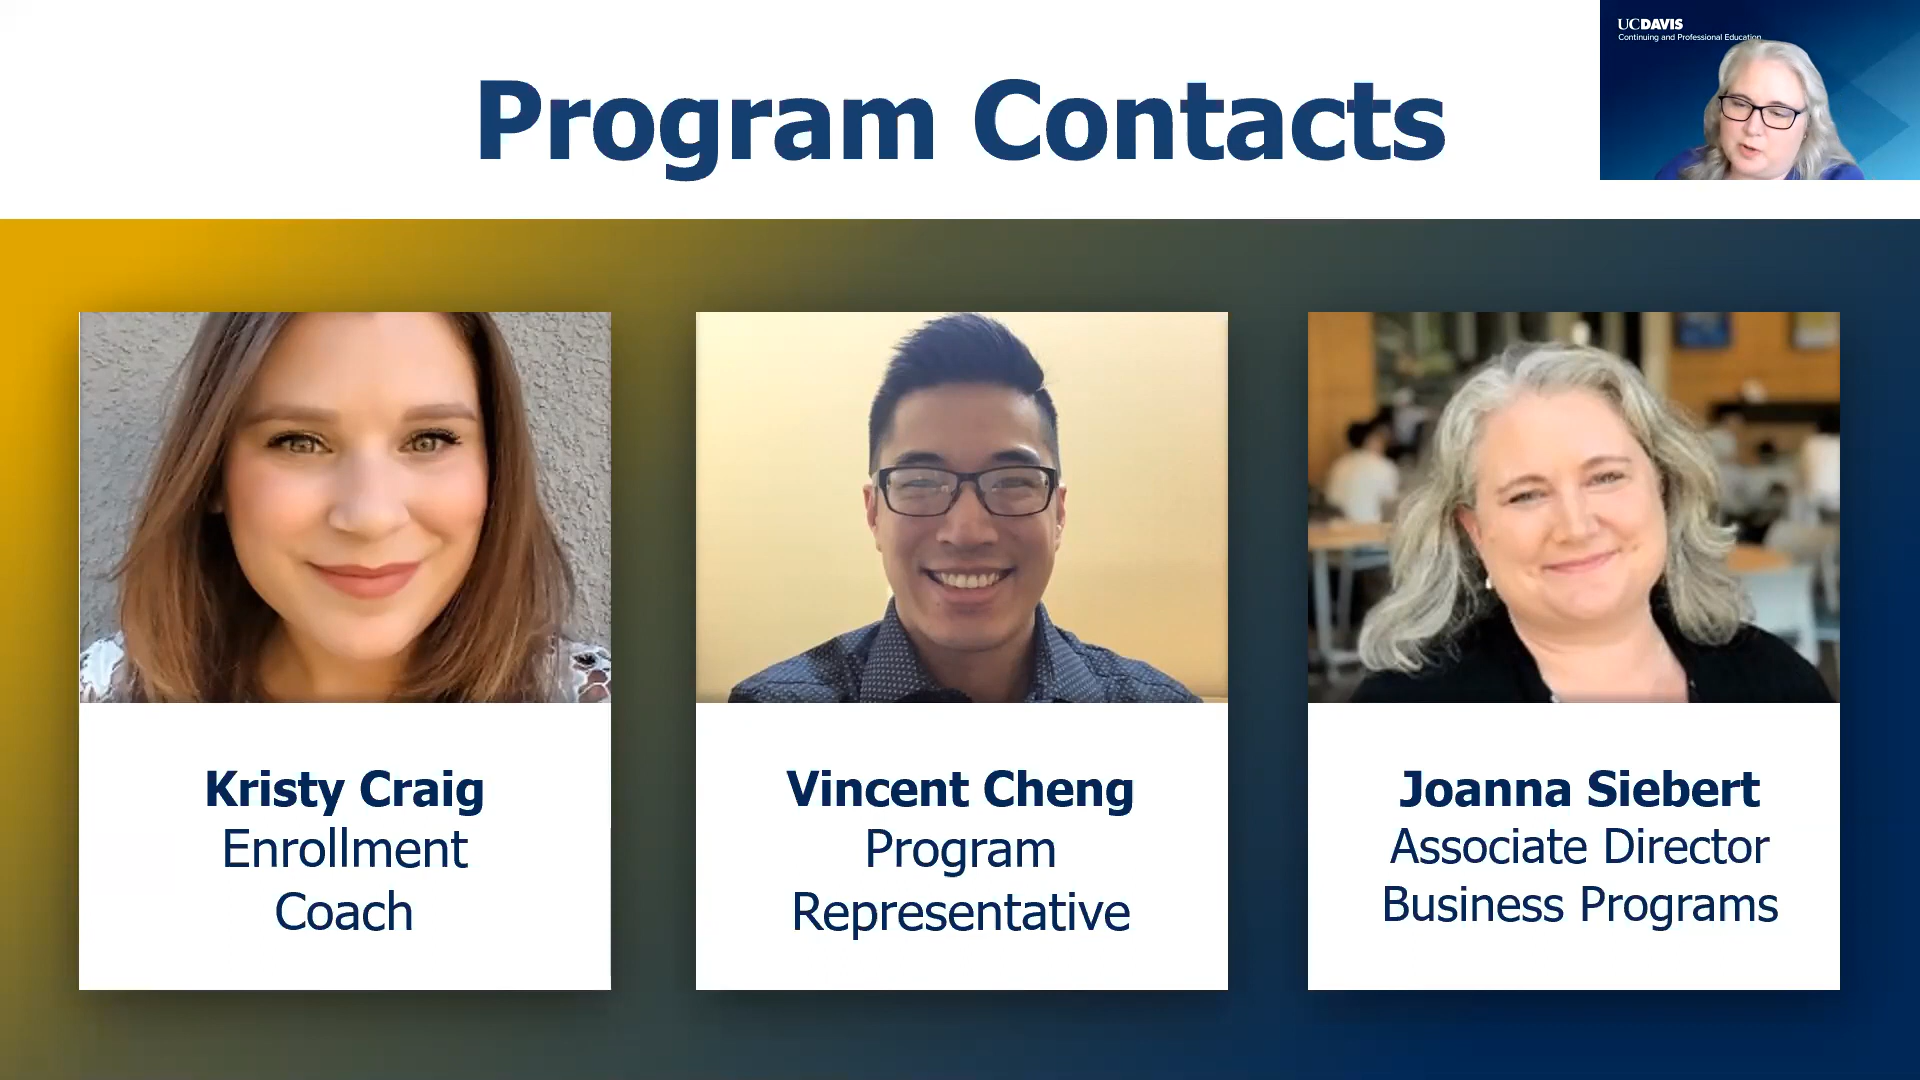 Program Contacts
UCDAVIS
Continuing and Professional Education
Kristy Craig
Enrollment
Coach
Vincent Cheng
Program
Representative
Joanna Siebert
Associate Director
Business Programs